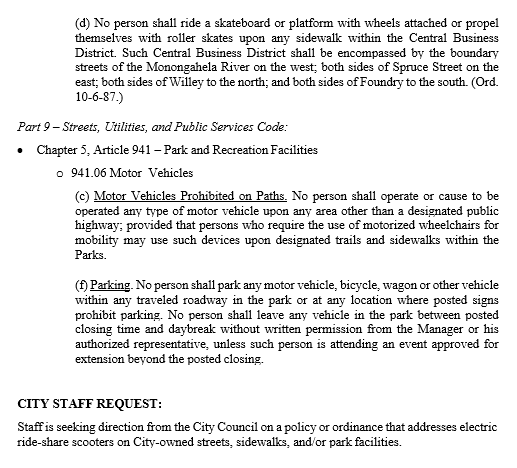 (d) No person shall ride a skateboard or platform with wheels attached or propel
themselves with roller skates upon any sidewalk within the Central Business
District. Such Central Business District shall be encompassed by the boundary
streets of the Monongahela River on the west; both sides of Spruce Street on the
east; both sides of Willey to the north; and both sides of Foundry to the south. (Ord.
10-6-87.)
Part 9 – Streets, Utilities, and Public Services Code:
• Chapter 5, Article 941 – Park and Recreation Facilities
o 941.06 Motor Vehicles
(c) Motor Vehicles Prohibited on Paths. No person shall operate or cause to be
operated any type of motor vehicle upon any area other than a designated public
highway; provided that persons who require the use of motorized wheelchairs for
mobility may use such devices upon designated trails and sidewalks within the
Parks.
(f) Parking. No person shall park any motor vehicle, bicycle, wagon or other vehicle
within any traveled roadway in the park or at any location where posted signs
prohibit parking. No person shall leave any vehicle in the park between posted
closing time and daybreak without written permission from the Manager or his
authorized representative, unless such person is attending an event approved for
extension beyond the posted closing.
CITY STAFF REQUEST:
Staff is seeking direction from the City Council on a policy or ordinance that addresses electric
ride-share scooters on City-owned streets, sidewalks, and/or park facilities.